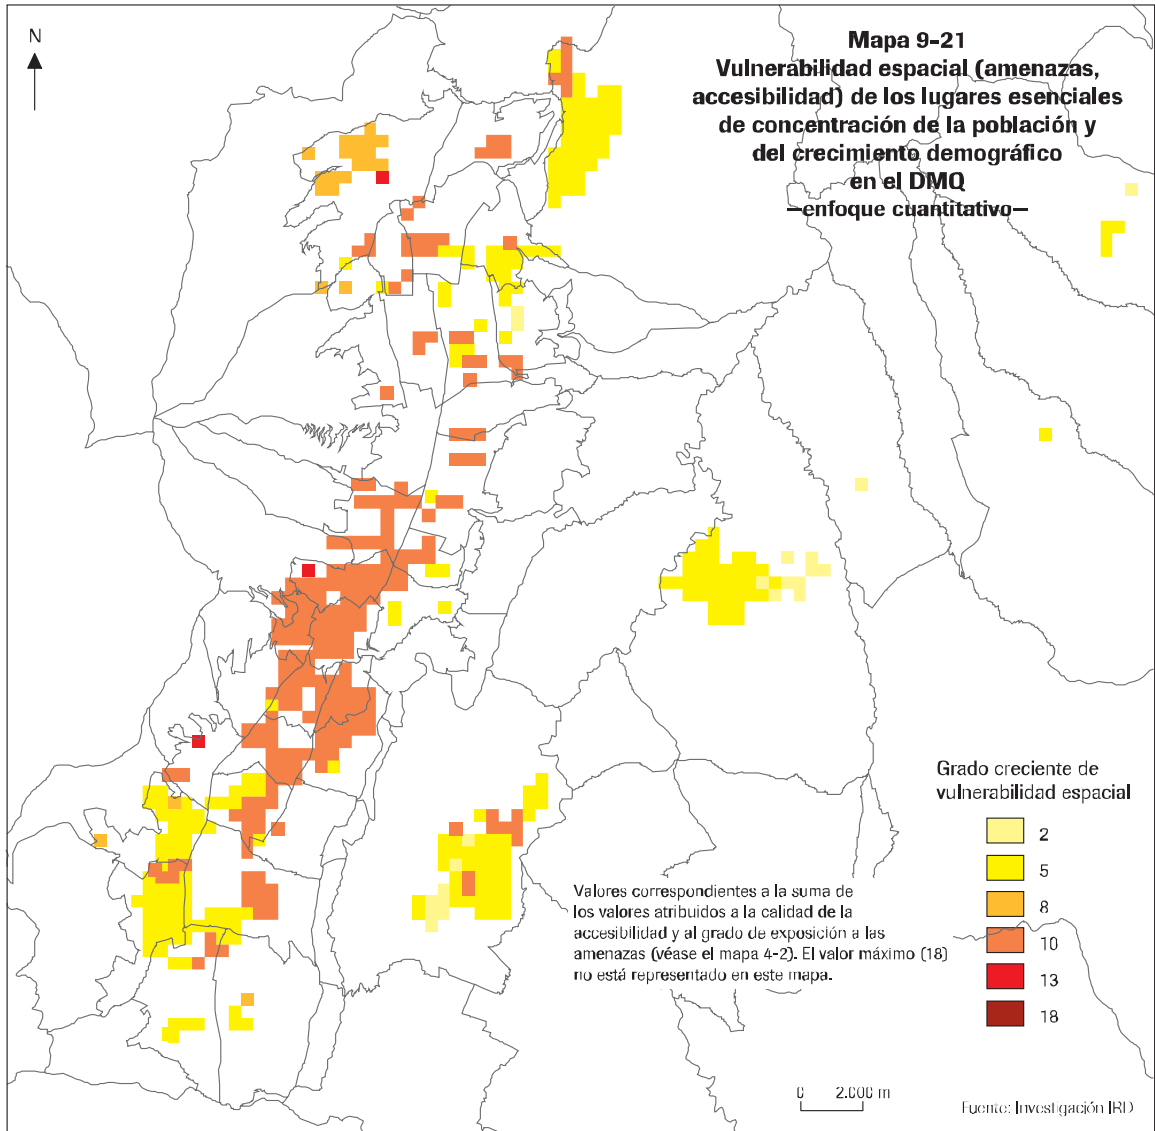 N
Mapa 9-21
Vulnerabilidad espacial (amenazas,
accesibilidad) de los lugares esenciales
de concentración de la población y
del crecimiento demográfico
en el DMQ
—enfoque cuantitativo—
Grado creciente de
vulnerabilidad espacial
2
5
8
10
13
18
Valores correspondientes a la suma de
los valores atribuidos a la calidad de la
accesibilidad y al grado de exposición a las
amenazas (véase el mapa 4-2). El valor máximo (18)
no está representado en este mapa.
0 2.000 m
Fuente: Investigación IRD